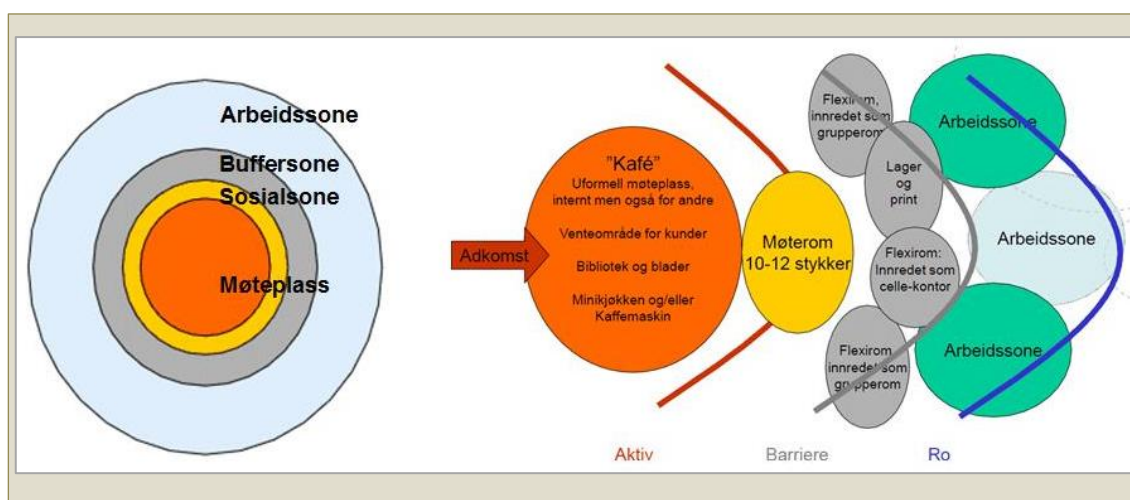 Arbeidssone
Buffersone
Sosialsone
Møteplass
Adkomst
"Kafé"
Uformell møteplass,
internt men også for andre
Venteområde for kunder
Bibliotek og blader
Minikjøkken og/eller
Kaffemaskin
Møterom
10-12 stykker
Flexirom,
innredet som
grupperom
Lager
og
print
Flexirom:
Innredet som
celle-kontor
Flexirom
innredet som
grupperom
Arbeidssone
Arbeidssone
Arbeidssone
Aktiv
Barriere
Ro